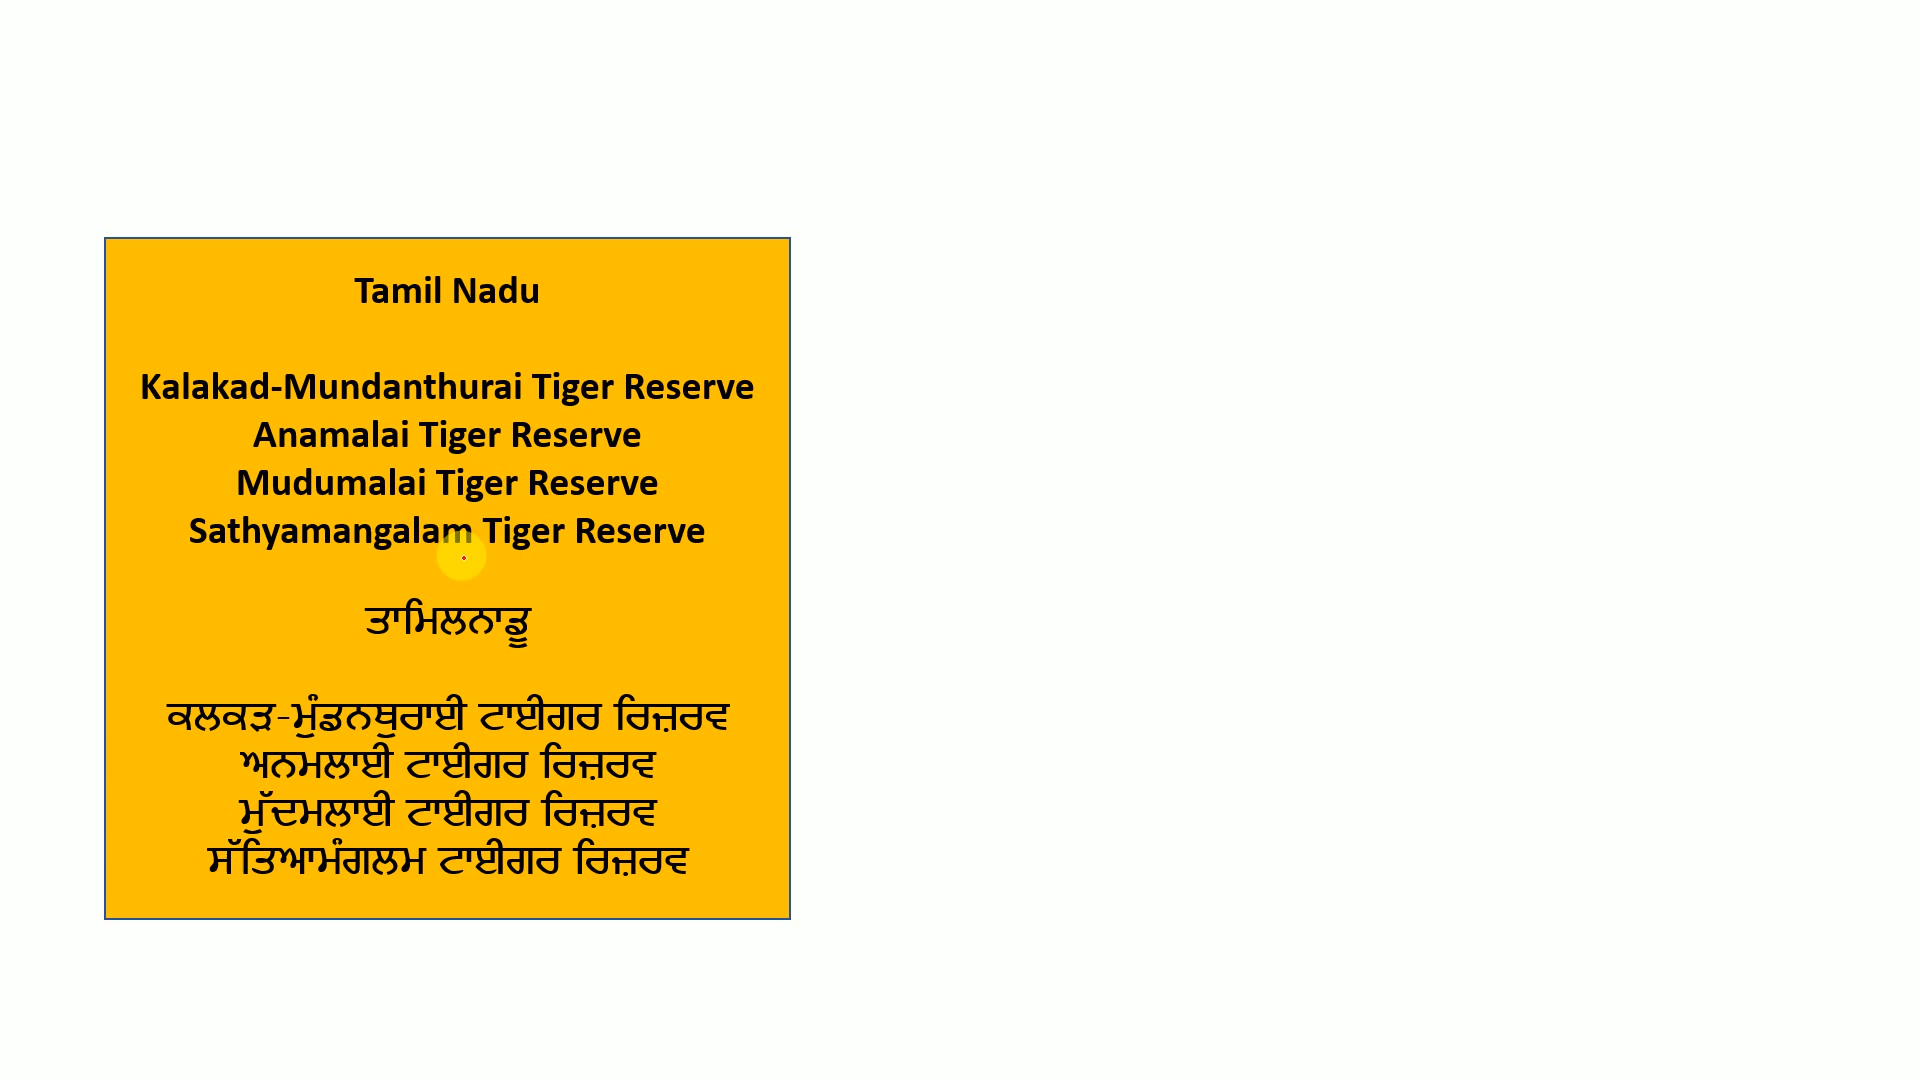 Tamil Nadu
Kalakad-Mundanthurai Tiger Reserve
Anamalai Tiger Reserve
Mudumalai Tiger Reserve
Sathyamangalam Tiger Reserve
ਤਾਮਿਲਨਾਡੂ
ਕਲਕੜ-ਮੁੰਡਨਥੁਰਾਈ ਟਾਈਗਰ ਰਿਜ਼ਰਵ
ਅਨਮਲਾਈ ਟਾਈਗਰ ਰਿਜ਼ਰਵ
ਮੁੱਦਮਲਾਈ ਟਾਈਗਰ ਰਿਜ਼ਰਵ
ਸੱਤਿਆਮੰਗਲਮ ਟਾਈਗਰ ਰਿਜ਼ਰਵ